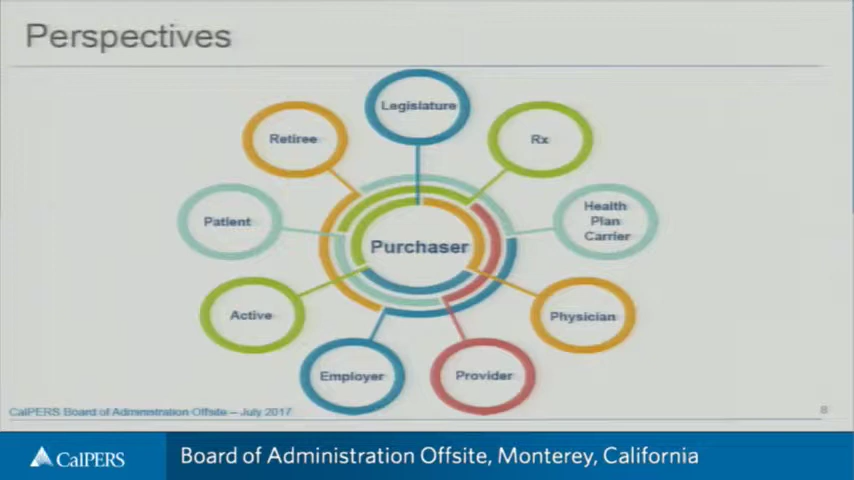 Perspectives
Legislature
Retiree
Rx
Patient
Health
Plan
Carrier
Purchaser
Active
Physician
Employer
Provider
CalPERS Board of Administration Offsite – July 2017
8
CalPERS
Board of Administration Offsite, Monterey, California